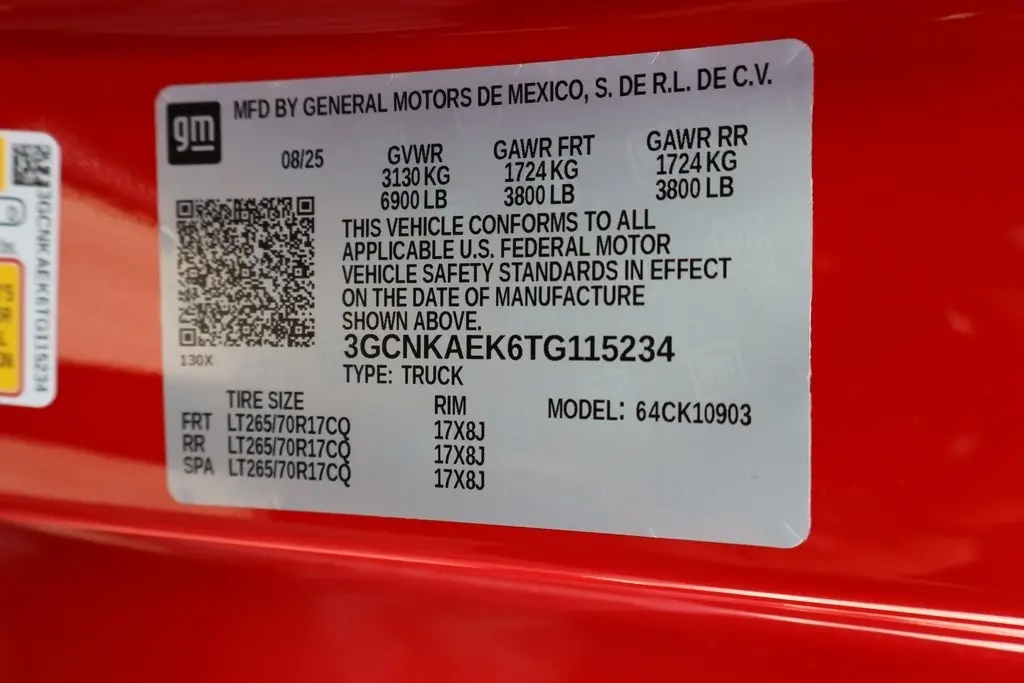 gm
MFD BY GENERAL MOTORS DE MEXICO, S. DE R.L. DE C.V.
08/25
GVWR GAWR FRT GAWR RR
3130 KG 1724 KG 1724 KG
6900 LB 3800 LB 3800 LB
THIS VEHICLE CONFORMS TO ALL
APPLICABLE U.S. FEDERAL MOTOR
VEHICLE SAFETY STANDARDS IN EFFECT
ON THE DATE OF MANUFACTURE
SHOWN ABOVE.
130X
3GCNKAEK6TG115234
TYPE: TRUCK
TIRE SIZE RIM MODEL: 64CK10903
FRT LT265/70R17CQ 17X8J
RR LT265/70R17CQ 17X8J
SPA LT265/70R17CQ 17X8J
3GCNKAEK6TG115234